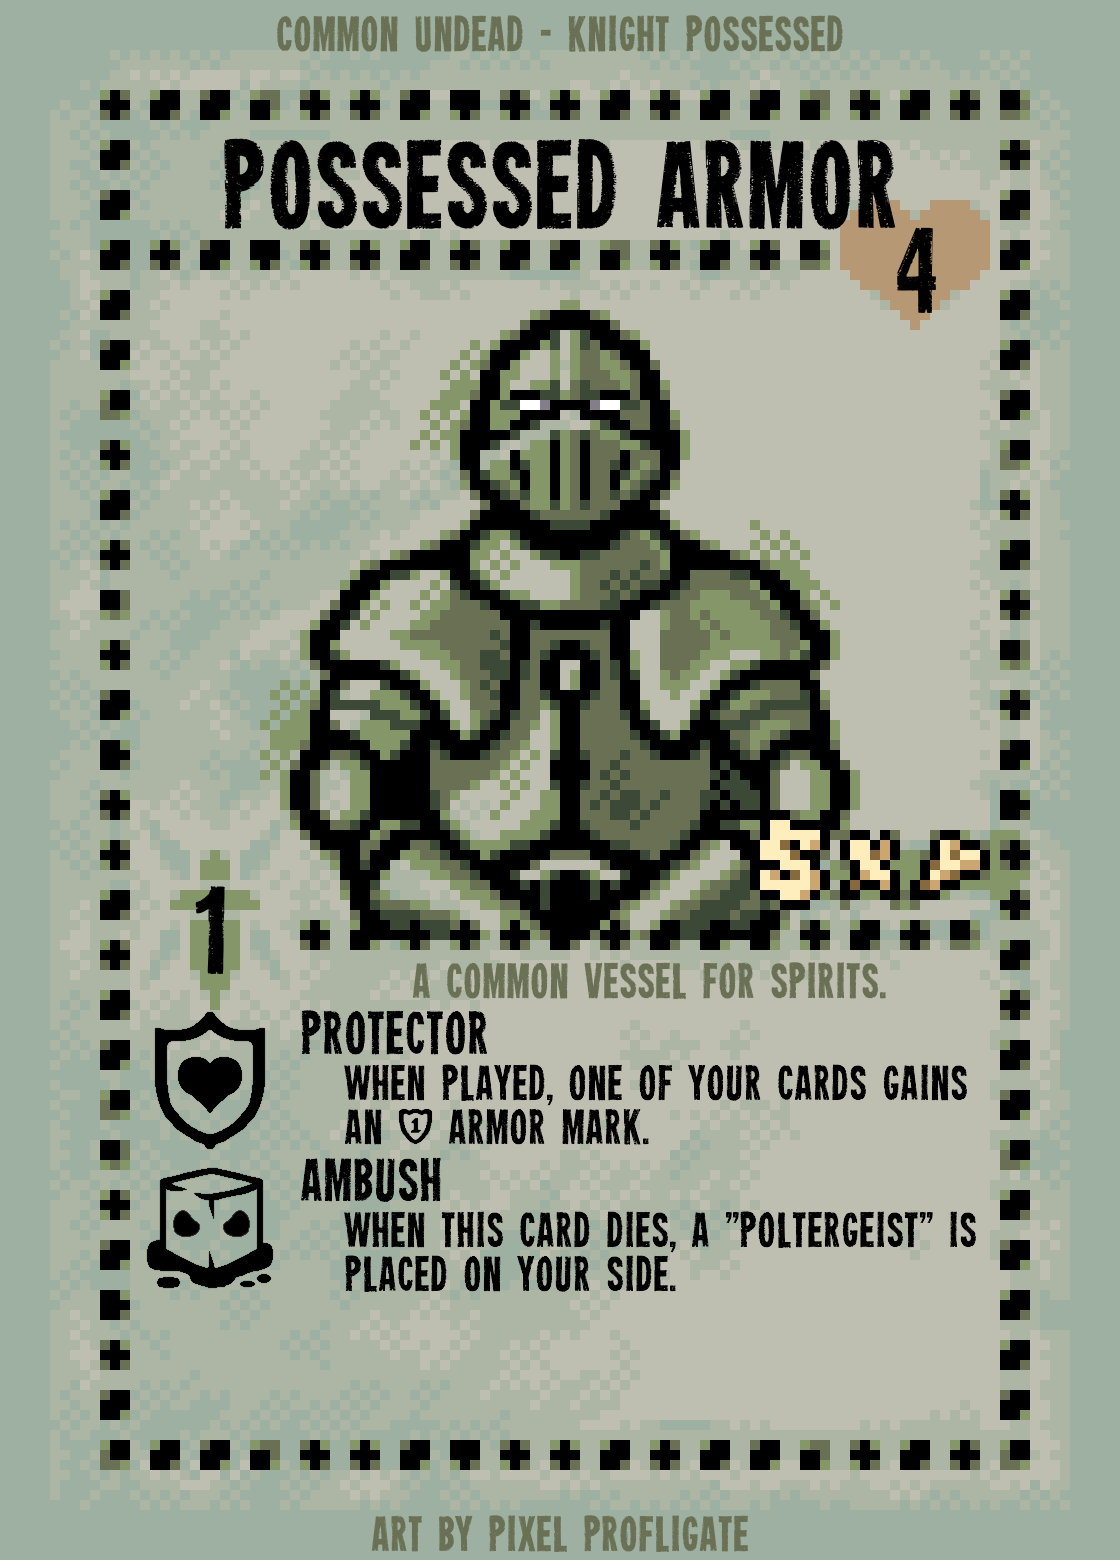 COMMON UNDEAD - KNIGHT POSSESSED
POSSESSED ARMOR
4
5 X
1
A COMMON VESSEL FOR SPIRITS.
PROTECTOR
WHEN PLAYED, ONE OF YOUR CARDS GAINS
AN 1 ARMOR MARK.
AMBUSH
WHEN THIS CARD DIES, A "POLTERGEIST" IS
PLACED ON YOUR SIDE.
ART BY PIXEL PROFLIGATE